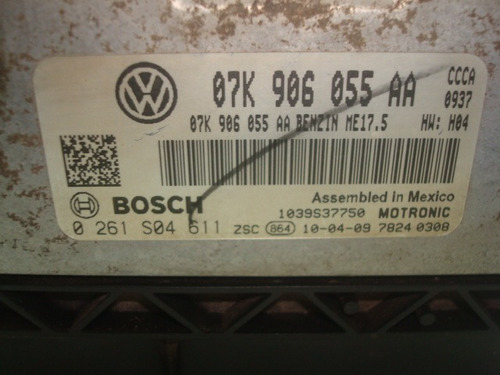 07K 906 055 AA
CCCA
0937
07K 906 055 AA BENZIN ME17.5 HW: H04
BOSCH
Assembled in Mexico
1039S37750 MOTRONIC
0 261 S04 611 ZSC 864 10-04-09 7824 0308